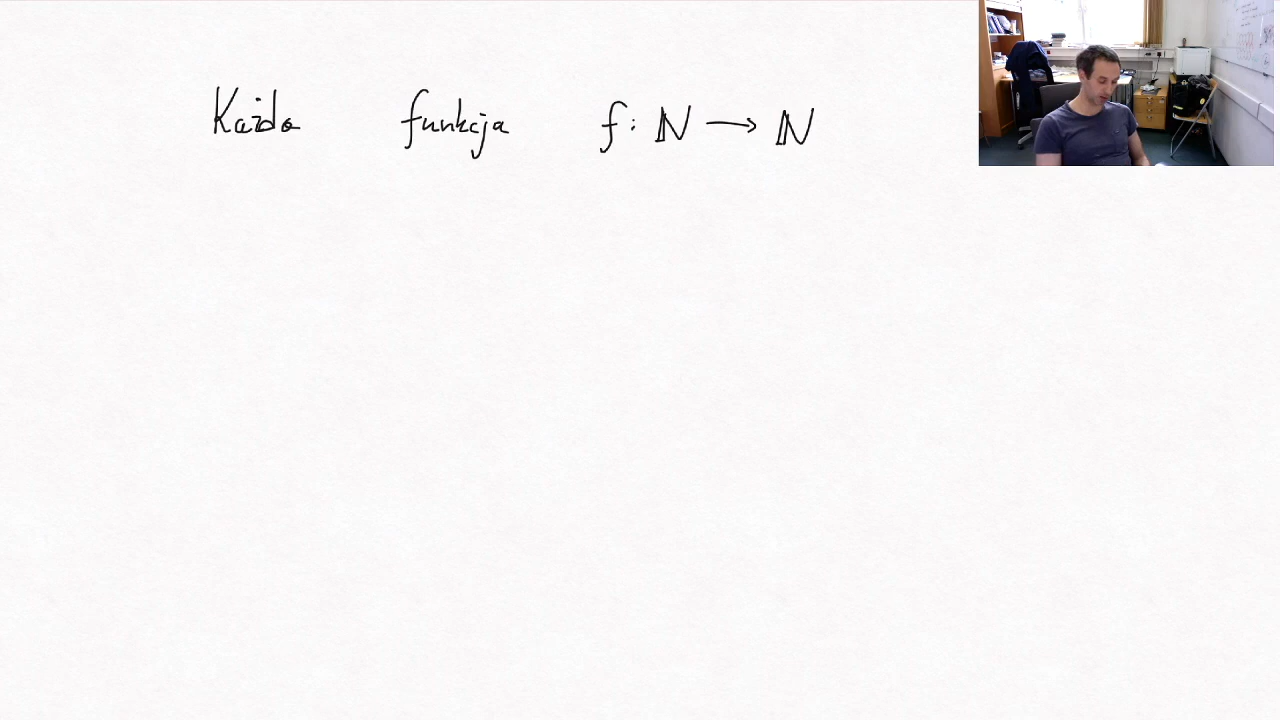 Każda funkcja f: ℕ → ℕ